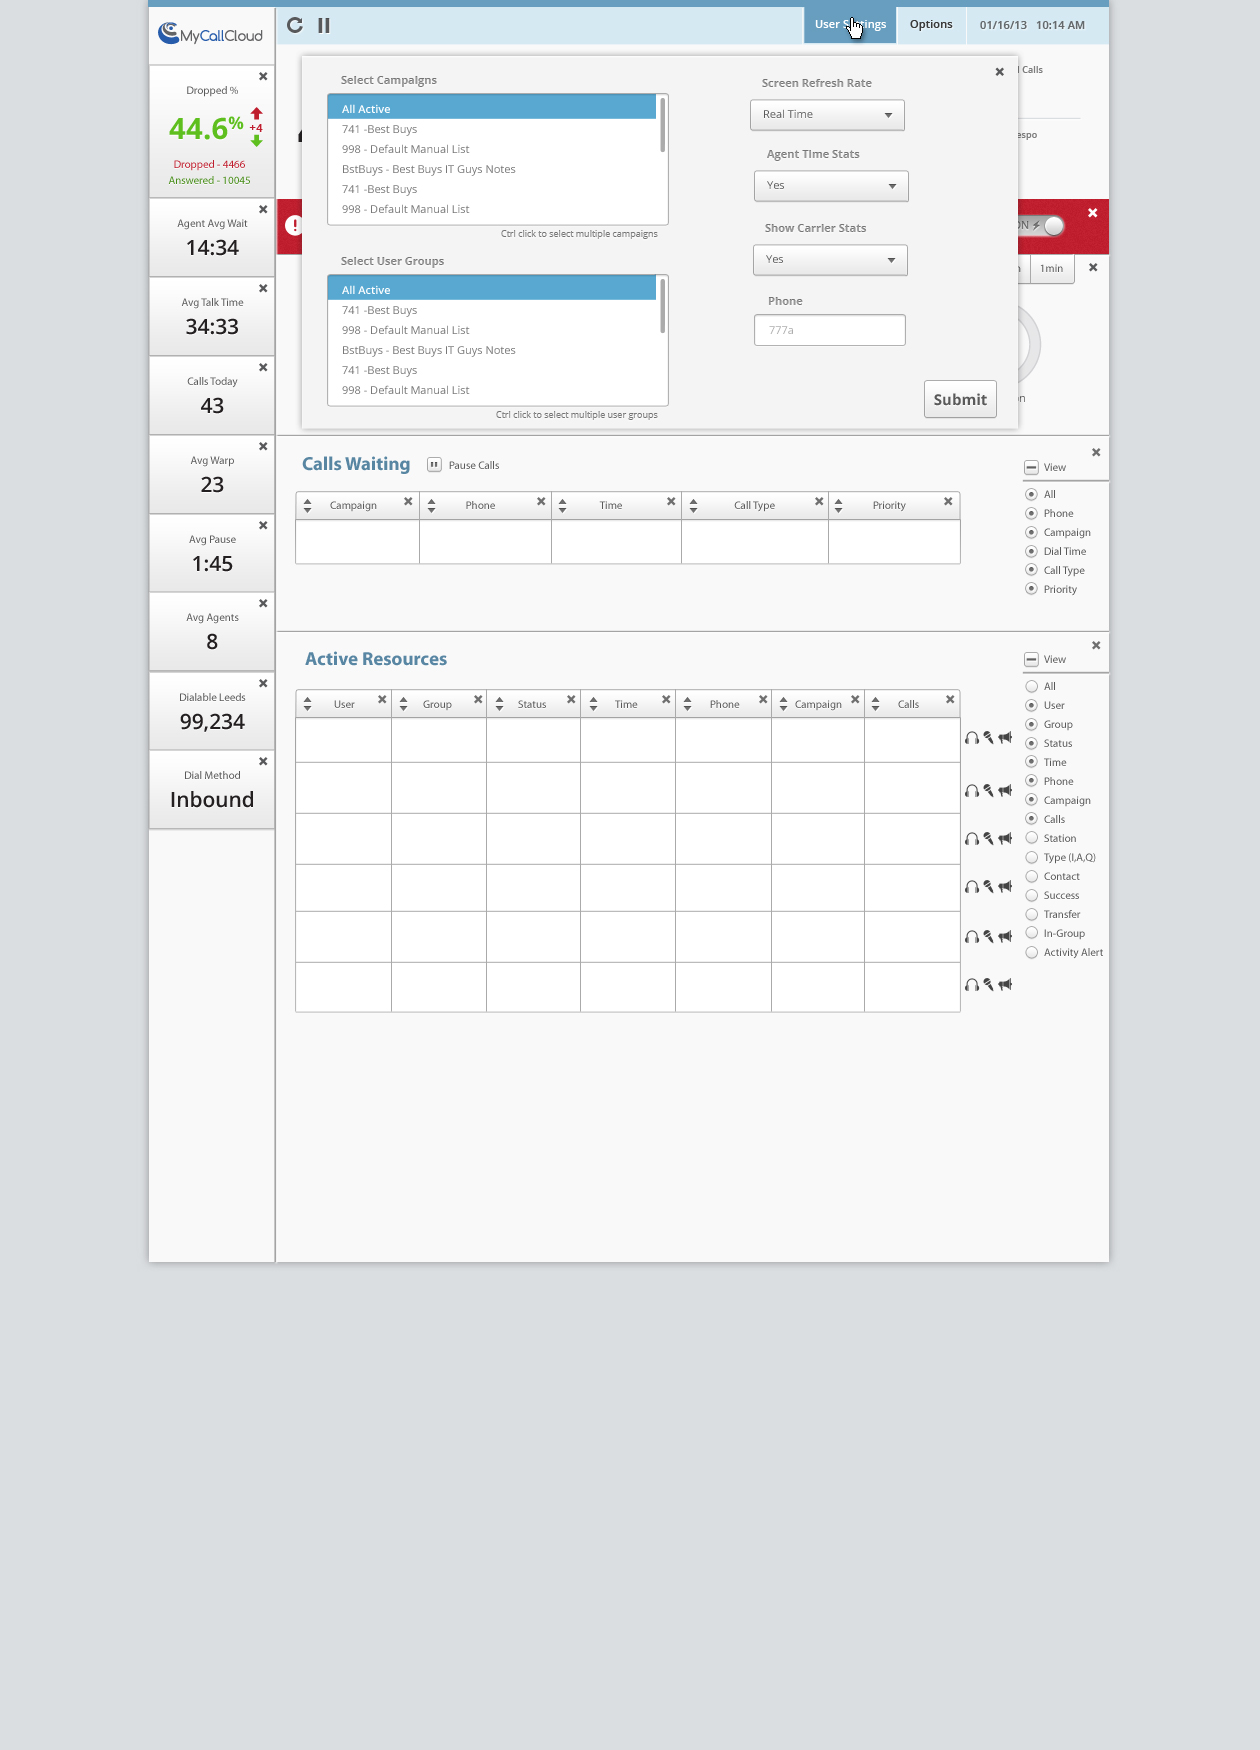 MyCallCloud
User Settings
Options
01/16/13 10:14 AM
Dropped %
44.6%
+4
Dropped - 4466
Answered - 10045
Agent Avg Wait
14:34
Avg Talk Time
34:33
Calls Today
43
Avg Warp
23
Avg Pause
1:45
Avg Agents
8
Dialable Leeds
99,234
Dial Method
Inbound
Select Campaigns
All Active
741 -Best Buys
998 - Default Manual List
BstBuys - Best Buys IT Guys Notes
741 -Best Buys
998 - Default Manual List
Ctrl click to select multiple campaigns
Select User Groups
All Active
741 -Best Buys
998 - Default Manual List
BstBuys - Best Buys IT Guys Notes
741 -Best Buys
998 - Default Manual List
Ctrl click to select multiple user groups
Screen Refresh Rate
Real Time
Agent TIme Stats
Yes
Show Carrier Stats
Yes
Phone
777a
Submit
Calls
espo
ON
1min
Calls Waiting
Pause Calls
Campaign Phone Time Call Type Priority
View
All
Phone
Campaign
Dial Time
Call Type
Priority
Active Resources
User Group Status Time Phone Campaign Calls
View
All
User
Group
Status
Time
Phone
Campaign
Calls
Station
Type (I,A,Q)
Contact
Success
Transfer
In-Group
Activity Alert